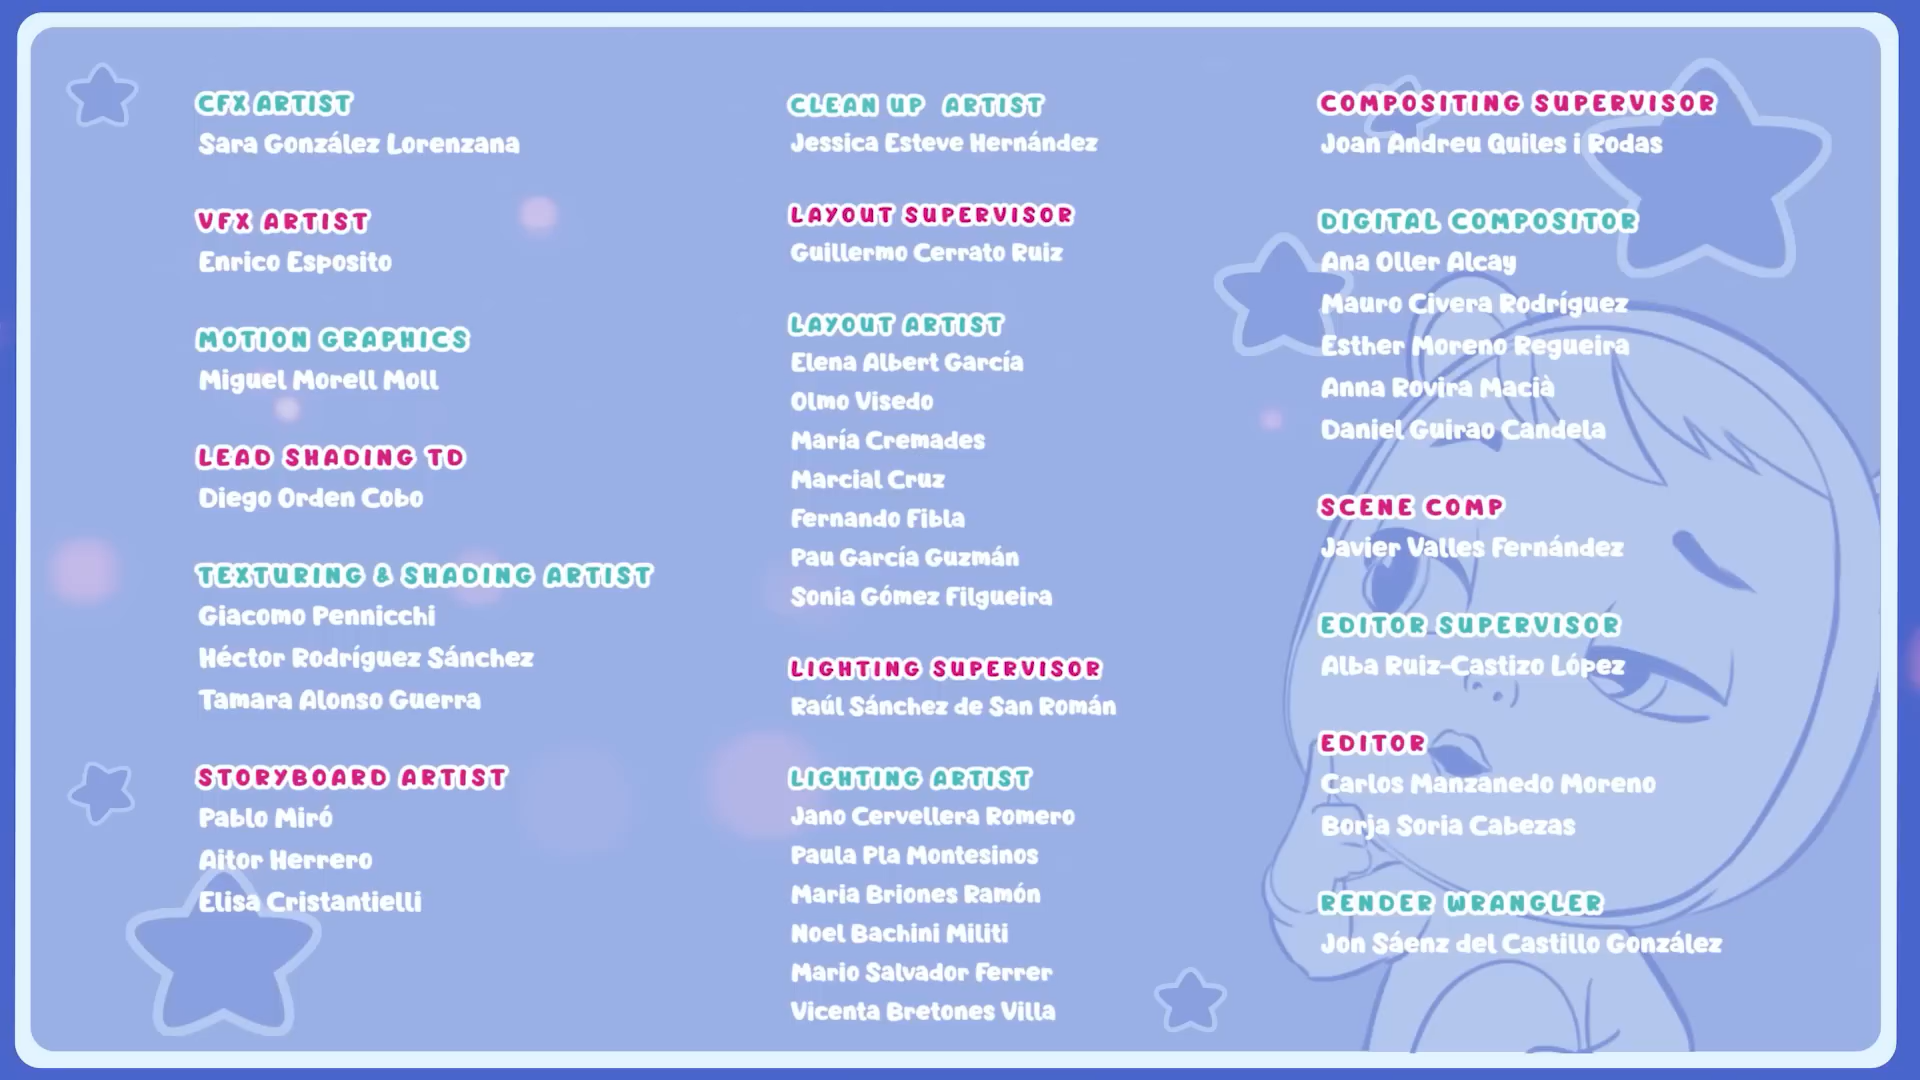 CFX ARTIST
Sara González Lorenzana
VFX ARTIST
Enrico Esposito
MOTION GRAPHICS
Miguel Morell Moll
LEAD SHADING TD
Diego Orden Cobo
TEXTURING & SHADING ARTIST
Giacomo Pennicchi
Héctor Rodríguez Sánchez
Tamara Alonso Guerra
STORYBOARD ARTIST
Pablo Miró
Aitor Herrero
Elisa Cristantielli
CLEAN UP ARTIST
Jessica Esteve Hernández
LAYOUT SUPERVISOR
Guillermo Cerrato Ruiz
LAYOUT ARTIST
Elena Albert García
Olmo Visedo
María Cremades
Marcial Cruz
Fernando Fibla
Pau García Guzmán
Sonia Gómez Filgueira
LIGHTING SUPERVISOR
Raúl Sánchez de San Román
LIGHTING ARTIST
Jano Cervellera Romero
Paula Pla Montesinos
Maria Briones Ramón
Noel Bachini Militi
Mario Salvador Ferrer
Vicenta Bretones Villa
COMPOSITING SUPERVISOR
Joan Andreu Quiles i Rodas
DIGITAL COMPOSITOR
Ana Oller Alcay
Mauro Civera Rodríguez
Esther Moreno Regueira
Anna Rovira Macià
Daniel Guirao Candela
SCENE COMP
Javier Valles Fernández
EDITOR SUPERVISOR
Alba Ruiz-Castizo López
EDITOR
Carlos Manzanedo Moreno
Borja Soria Cabezas
RENDER WRANGLER
Jon Sáenz del Castillo González